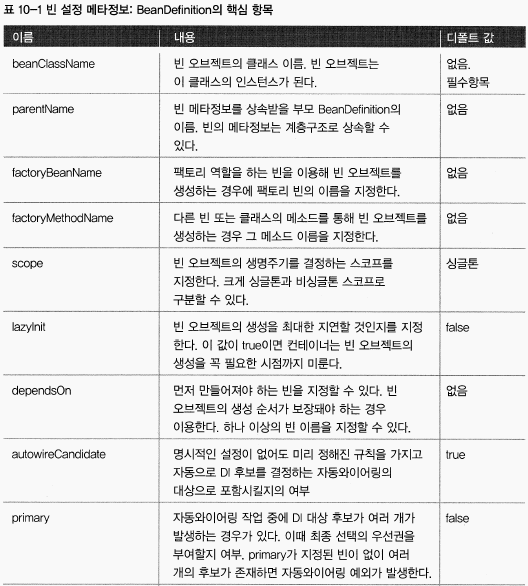 표 10-1 빈 설정 메타정보: BeanDefinition의 핵심 항목
이름 내용 디폴트 값
beanClassName 빈 오브젝트의 클래스 이름. 빈 오브젝트는 없음.
이 클래스의 인스턴스가 된다. 필수항목
parentName 빈 메타정보를 상속받을 부모 BeanDefinition의 없음
이름. 빈의 메타정보는 계층구조로 상속할 수
있다.
factoryBeanName 팩토리 역할을 하는 빈을 이용해 빈 오브젝트를 없음
생성하는 경우에 팩토리 빈의 이름을 지정한다.
factoryMethodName 다른 빈 또는 클래스의 메소드를 통해 빈 오브젝트를 없음
생성하는 경우 그 메소드 이름을 지정한다.
scope 빈 오브젝트의 생명주기를 결정하는 스코프를 싱글톤
지정한다. 크게 싱글톤과 비싱글톤 스코프로
구분할 수 있다.
lazyInit 빈 오브젝트의 생성을 최대한 지연할 것인지를 지정 false
한다. 이 값이 true이면 컨테이너는 빈 오브젝트의
생성을 꼭 필요한 시점까지 미룬다.
dependsOn 먼저 만들어져야 하는 빈을 지정할 수 있다. 빈 없음
오브젝트의 생성 순서가 보장돼야 하는 경우
이용한다. 하나 이상의 빈 이름을 지정할 수 있다.
autowireCandidate 명시적인 설정이 없어도 미리 정해진 규칙을 가지고 true
자동으로 DI 후보를 결정하는 자동와이어링의
대상으로 포함시킬지의 여부
primary 자동와이어링 작업 중에 DI 대상 후보가 여러 개가 false
발생하는 경우가 있다. 이때 최종 선택의 우선권을
부여할지 여부. primary가 지정된 빈이 없이 여러
개의 후보가 존재하면 자동와이어링 예외가 발생한다.